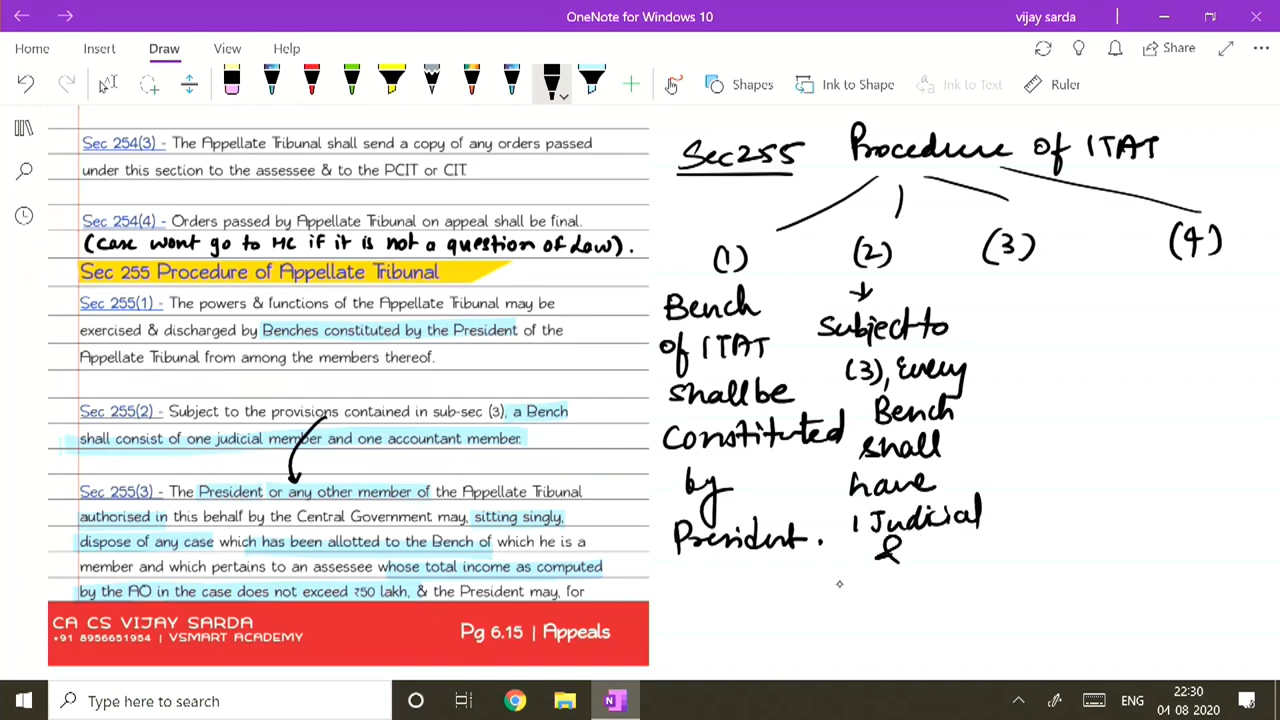 OneNote for Windows 10
vijay sarda
Home Insert Draw View Help
Share
Shapes Ink to Shape Ink to Text Ruler
Sec 254(3) - The Appellate Tribunal shall send a copy of any orders passed
under this section to the assessee & to the PCIT or CIT.
Sec 254(4) - Orders passed by Appellate Tribunal on appeal shall be final.
(case wont go to HC if it is not a question of Law).
Sec 255 Procedure of Appellate Tribunal
Sec 255(1) - The powers & functions of the Appellate Tribunal may be
exercised & discharged by Benches constituted by the President of the
Appellate Tribunal from among the members thereof.
Sec 255(2) - Subject to the provisions contained in sub-sec (3), a Bench
shall consist of one judicial member and one accountant member.
Sec 255(3) - The President or any other member of the Appellate Tribunal
authorised in this behalf by the Central Government may, sitting singly,
dispose of any case which has been allotted to the Bench of which he is a
member and which pertains to an assessee whose total income as computed
by the AO in the case does not exceed ₹50 lakh, & the President may, for
CA CS VIJAY SARDA
+91 8956651954 | VSMART ACADEMY
Pg 6.15 | Appeals
Sec 255 Procedure of ITAT
(1) (2) (3) (4)
Bench
of ITAT
shall be
constituted
by
President.
Subject to
(3), Every
Bench
shall
have
1 Judicial
&
Type here to search
ENG
22:30
04-08-2020